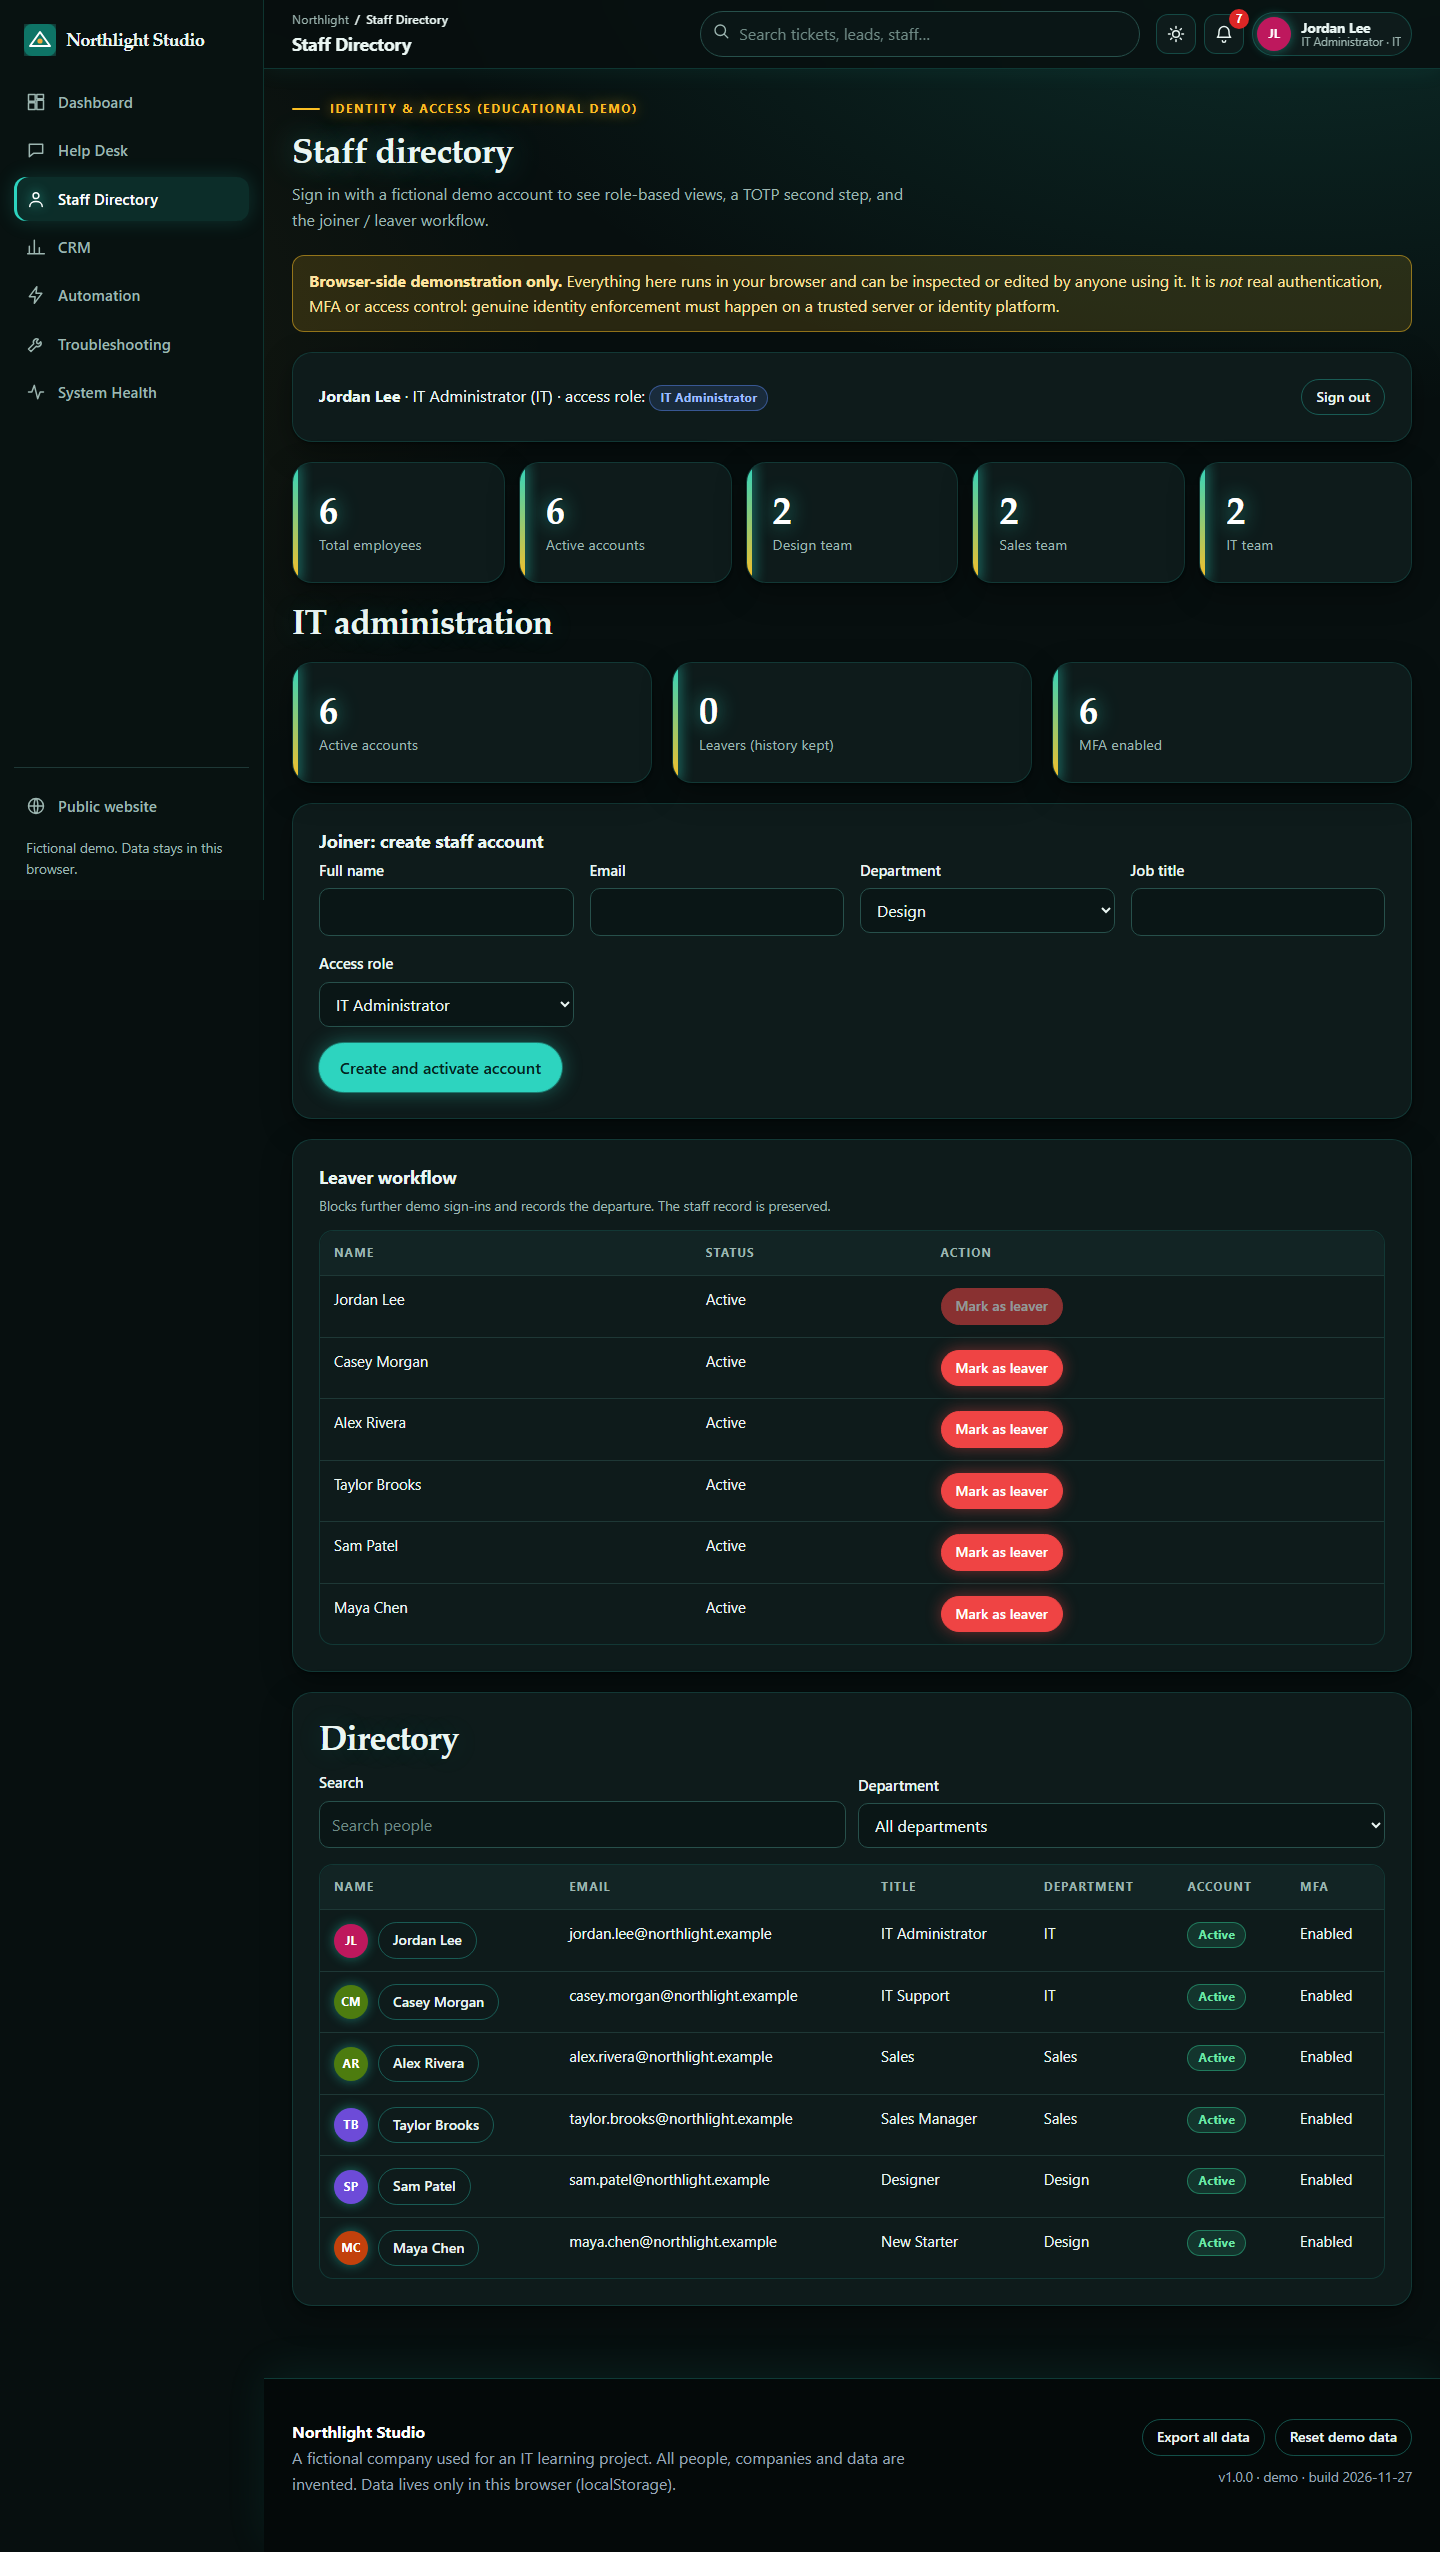 Northlight Studio
Dashboard
Help Desk
Staff Directory
CRM
Automation
Troubleshooting
System Health
Public website
Fictional demo. Data stays in this
browser.
Northlight / Staff Directory
Staff Directory
Search tickets, leads, staff...
7
JL
Jordan Lee
IT Administrator · IT
IDENTITY & ACCESS (EDUCATIONAL DEMO)
Staff directory
Sign in with a fictional demo account to see role-based views, a TOTP second step, and
the joiner / leaver workflow.
Browser-side demonstration only. Everything here runs in your browser and can be inspected or edited by anyone using it. It is not real authentication,
MFA or access control: genuine identity enforcement must happen on a trusted server or identity platform.
Jordan Lee · IT Administrator (IT) · access role: IT Administrator
Sign out
6
Total employees
6
Active accounts
2
Design team
2
Sales team
2
IT team
IT administration
6
Active accounts
0
Leavers (history kept)
6
MFA enabled
Joiner: create staff account
Full name
Email
Department
Job title
Design
Access role
IT Administrator
Create and activate account
Leaver workflow
Blocks further demo sign-ins and records the departure. The staff record is preserved.
NAME STATUS ACTION
Jordan Lee Active Mark as leaver
Casey Morgan Active Mark as leaver
Alex Rivera Active Mark as leaver
Taylor Brooks Active Mark as leaver
Sam Patel Active Mark as leaver
Maya Chen Active Mark as leaver
Directory
Search
Department
Search people
All departments
NAME EMAIL TITLE DEPARTMENT ACCOUNT MFA
JL Jordan Lee jordan.lee@northlight.example IT Administrator IT Active Enabled
CM Casey Morgan casey.morgan@northlight.example IT Support IT Active Enabled
AR Alex Rivera alex.rivera@northlight.example Sales Sales Active Enabled
TB Taylor Brooks taylor.brooks@northlight.example Sales Manager Sales Active Enabled
SP Sam Patel sam.patel@northlight.example Designer Design Active Enabled
MC Maya Chen maya.chen@northlight.example New Starter Design Active Enabled
Northlight Studio
A fictional company used for an IT learning project. All people, companies and data are
invented. Data lives only in this browser (localStorage).
Export all data
Reset demo data
v1.0.0 · demo · build 2026-11-27